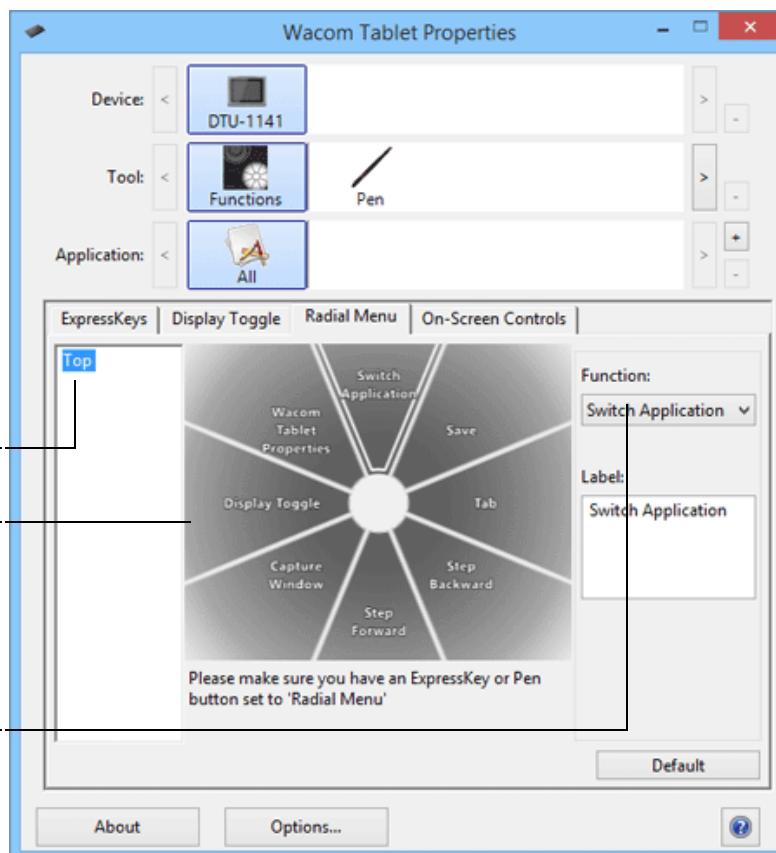 Wacom Tablet Properties
Device:
DTU-1141
Tool:
Functions
Pen
Application:
All
ExpressKeys
Display Toggle
Radial Menu
On-Screen Controls
Top
Switch
Application
Save
Tab
Step
Backward
Step
Forward
Capture
Window
Display Toggle
Wacom
Tablet
Properties
Please make sure you have an ExpressKey or Pen
button set to 'Radial Menu'
Function:
Switch Application
Label:
Switch Application
Default
About
Options...